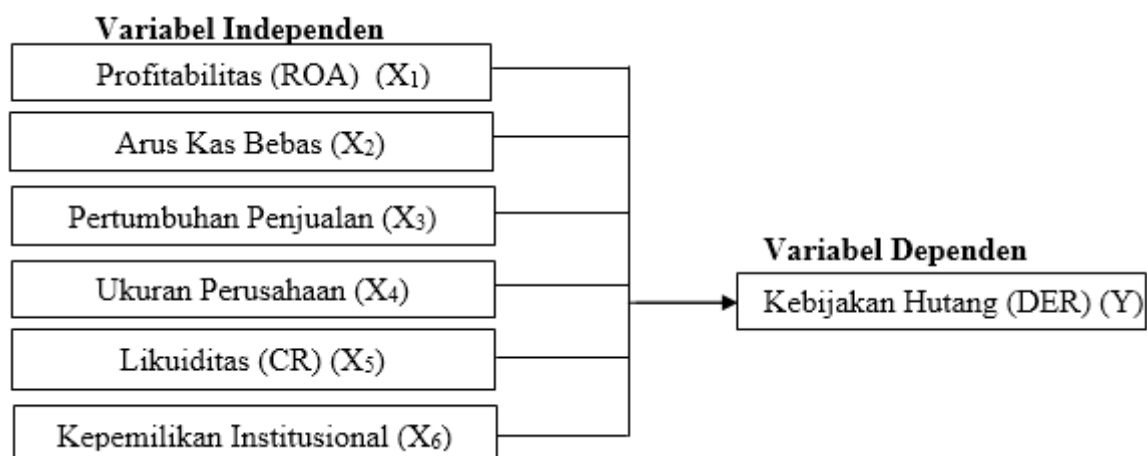 Variabel Independen
Profitabilitas (ROA) (X₁)
Arus Kas Bebas (X₂)
Pertumbuhan Penjualan (X₃)
Ukuran Perusahaan (X₄)
Likuiditas (CR) (X₅)
Kepemilikan Institusional (X₆)
Variabel Dependen
Kebijakan Hutang (DER) (Y)